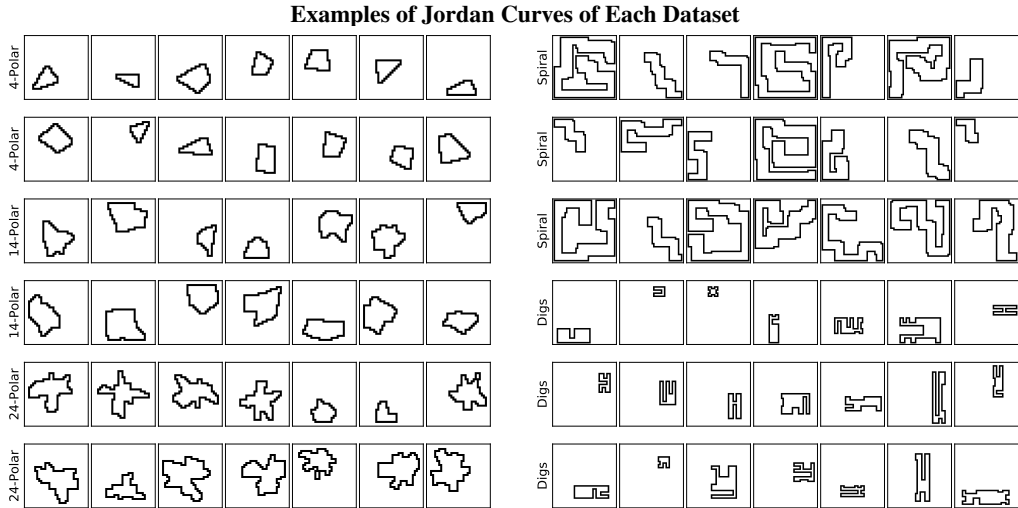 Examples of Jordan Curves of Each Dataset
4-Polar
Spiral
4-Polar
Spiral
14-Polar
Spiral
14-Polar
Digs
24-Polar
Digs
24-Polar
Digs